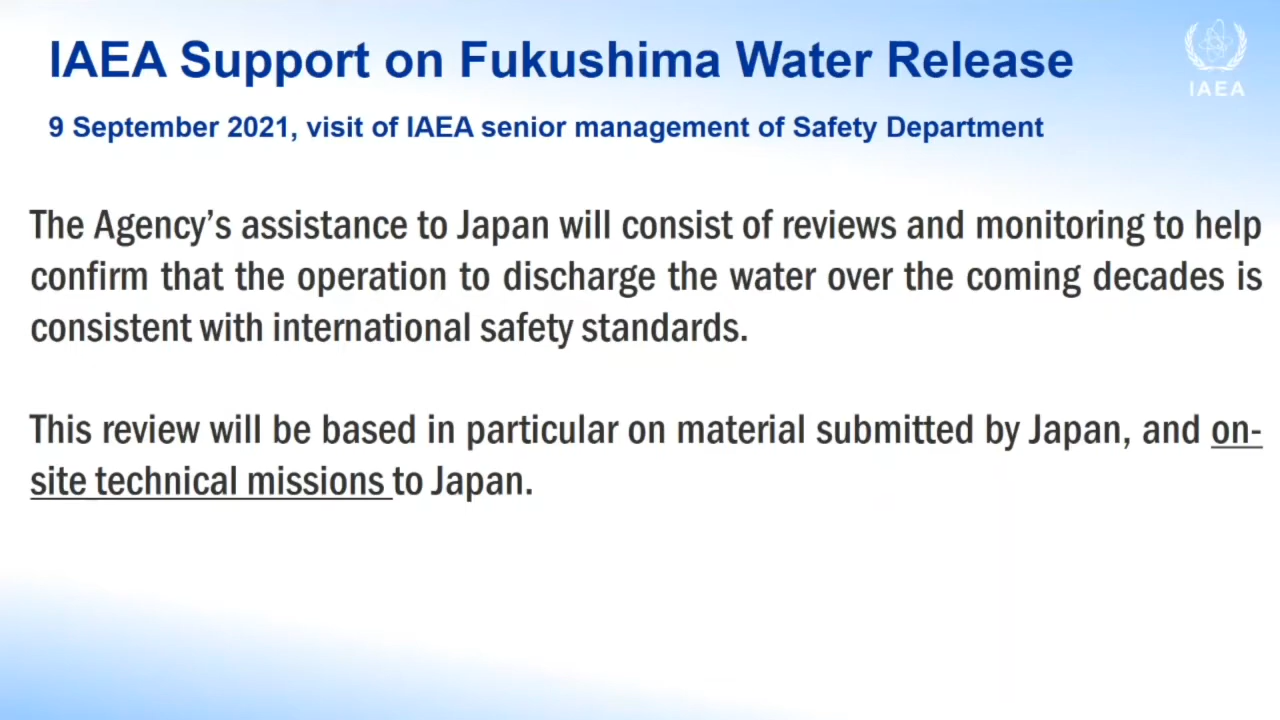 IAEA Support on Fukushima Water Release
IAEA
9 September 2021, visit of IAEA senior management of Safety Department
The Agency’s assistance to Japan will consist of reviews and monitoring to help
confirm that the operation to discharge the water over the coming decades is
consistent with international safety standards.
This review will be based in particular on material submitted by Japan, and on-
site technical missions to Japan.